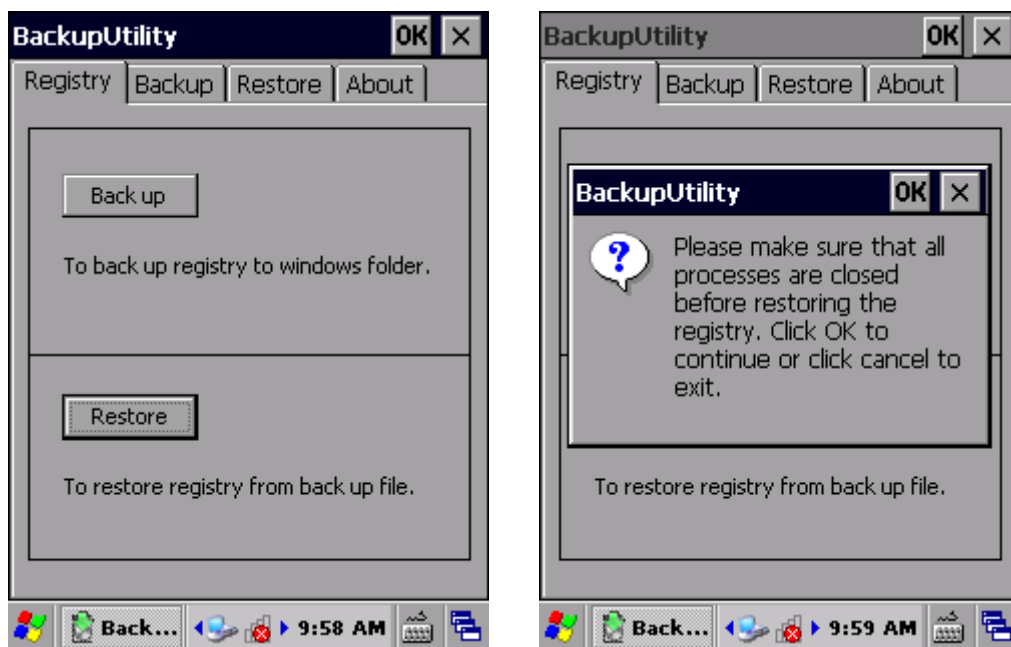 BackupUtility OK ×
Registry Backup Restore About
Back up
To back up registry to windows folder.
Restore
To restore registry from back up file.
Back... 9:58 AM
BackupUtility OK ×
Registry Backup Restore About
BackupUtility OK ×
Please make sure that all
processes are closed
before restoring the
registry. Click OK to
continue or click cancel to
exit.
To restore registry from back up file.
Back... 9:59 AM